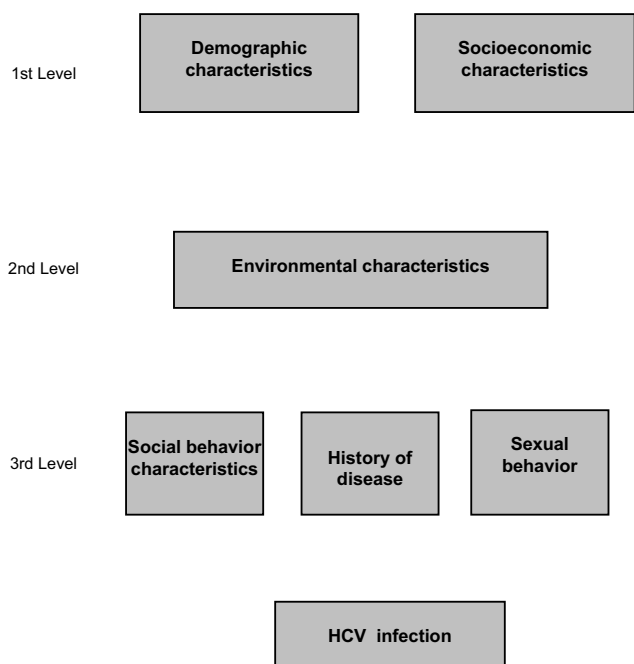 Demographic
characteristics
Socioeconomic
characteristics
1st Level
Environmental characteristics
2nd Level
Social behavior
characteristics
History of
disease
Sexual
behavior
3rd Level
HCV infection